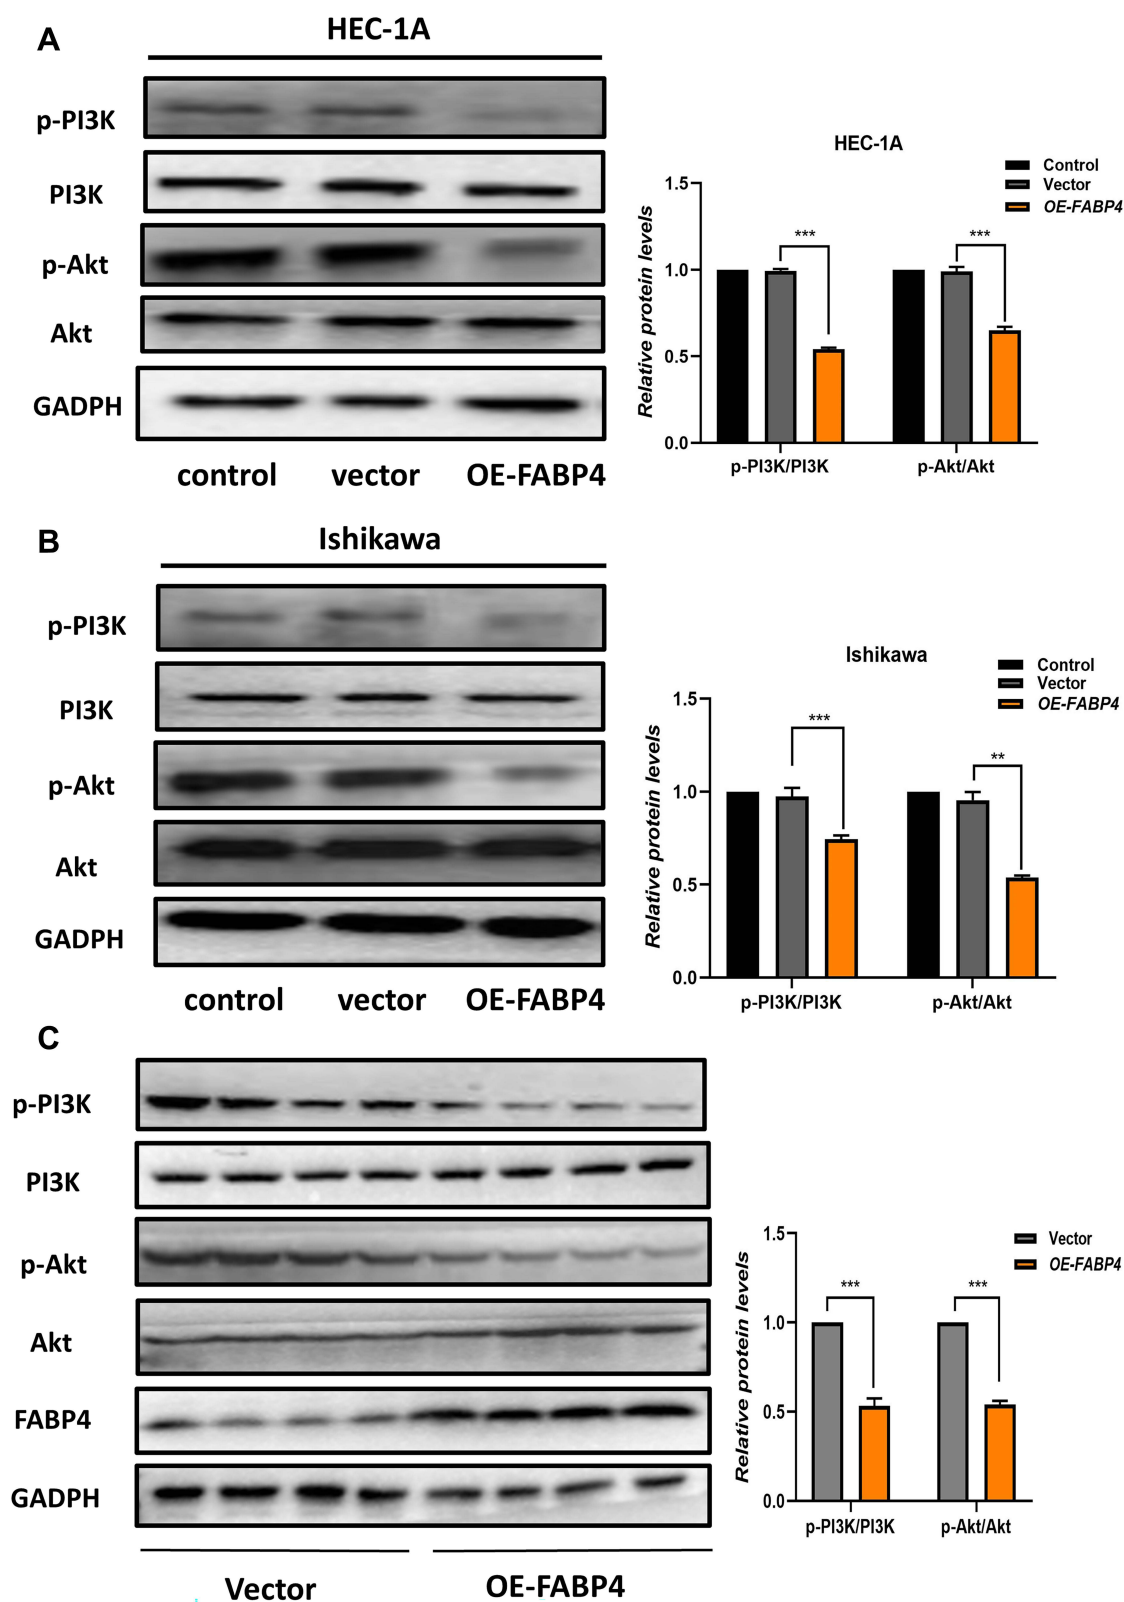 A
HEC-1A
p-PI3K
PI3K
p-Akt
Akt
GADPH
control vector OE-FABP4
HEC-1A
Control
Vector
OE-FABP4
Relative protein levels
1.5
1.0
0.5
0.0
*** ***
p-PI3K/PI3K p-Akt/Akt
B
Ishikawa
p-PI3K
PI3K
p-Akt
Akt
GADPH
control vector OE-FABP4
Ishikawa
Control
Vector
OE-FABP4
Relative protein levels
1.5
1.0
0.5
0.0
*** **
p-PI3K/PI3K p-Akt/Akt
C
p-PI3K
PI3K
p-Akt
Akt
FABP4
GADPH
Vector OE-FABP4
Vector
OE-FABP4
Relative protein levels
1.5
1.0
0.5
0.0
*** ***
p-PI3K/PI3K p-Akt/Akt